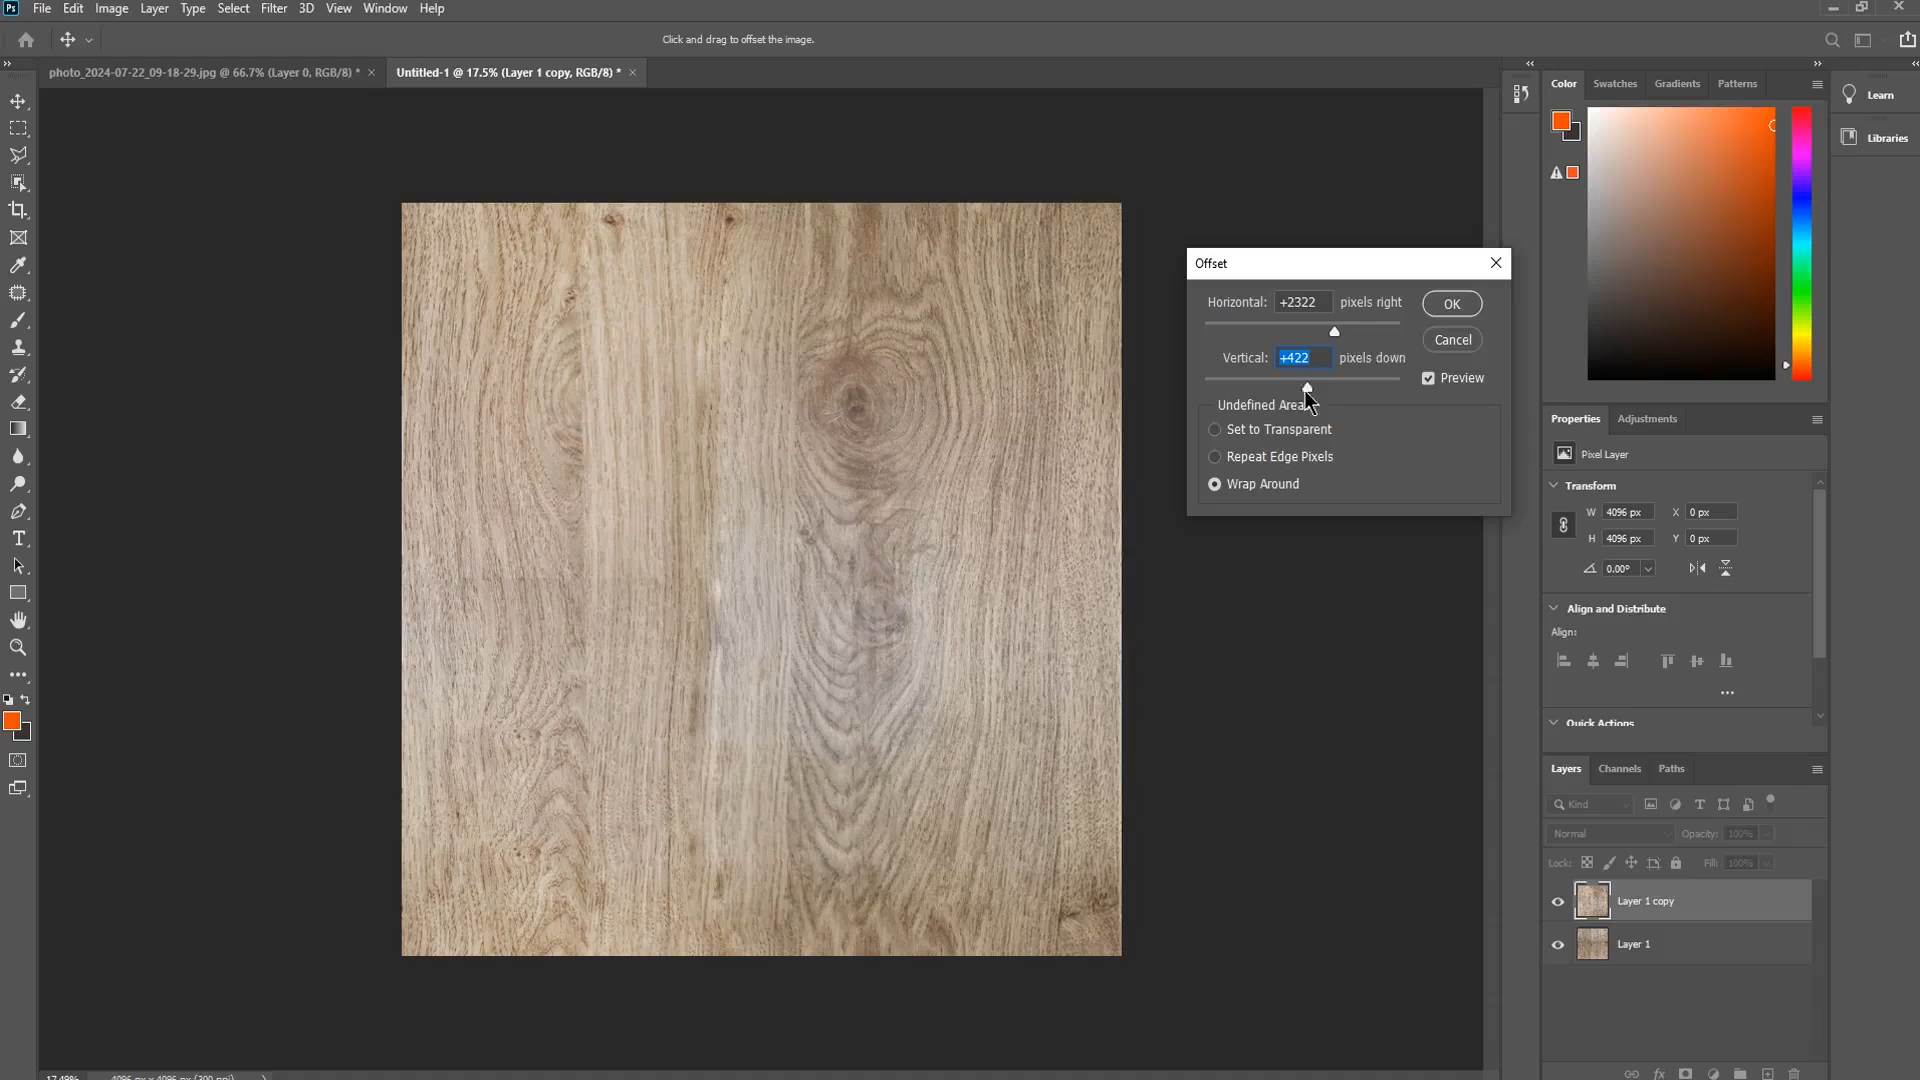 Ps File Edit Image Layer Type Select Filter 3D View Window Help
Click and drag to offset the image.
photo_2024-07-22_09-18-29.jpg @ 66.7% (Layer 0, RGB/8) * ×
Untitled-1 @ 17.5% (Layer 1 copy, RGB/8) * ×
Color Swatches Gradients Patterns
Learn
Libraries
Offset
Horizontal: +2322 pixels right
OK
Vertical: +422 pixels down
Cancel
Preview
Undefined Area
Set to Transparent
Repeat Edge Pixels
Wrap Around
Properties Adjustments
Pixel Layer
Transform
W 4096 px X 0 px
H 4096 px Y 0 px
0.00°
Align and Distribute
Align:
Quick Actions
Layers Channels Paths
Kind
Normal Opacity: 100%
Lock: Fill: 100%
Layer 1 copy
Layer 1
fx
17.49% 4096 px x 4096 px (300 ppi)